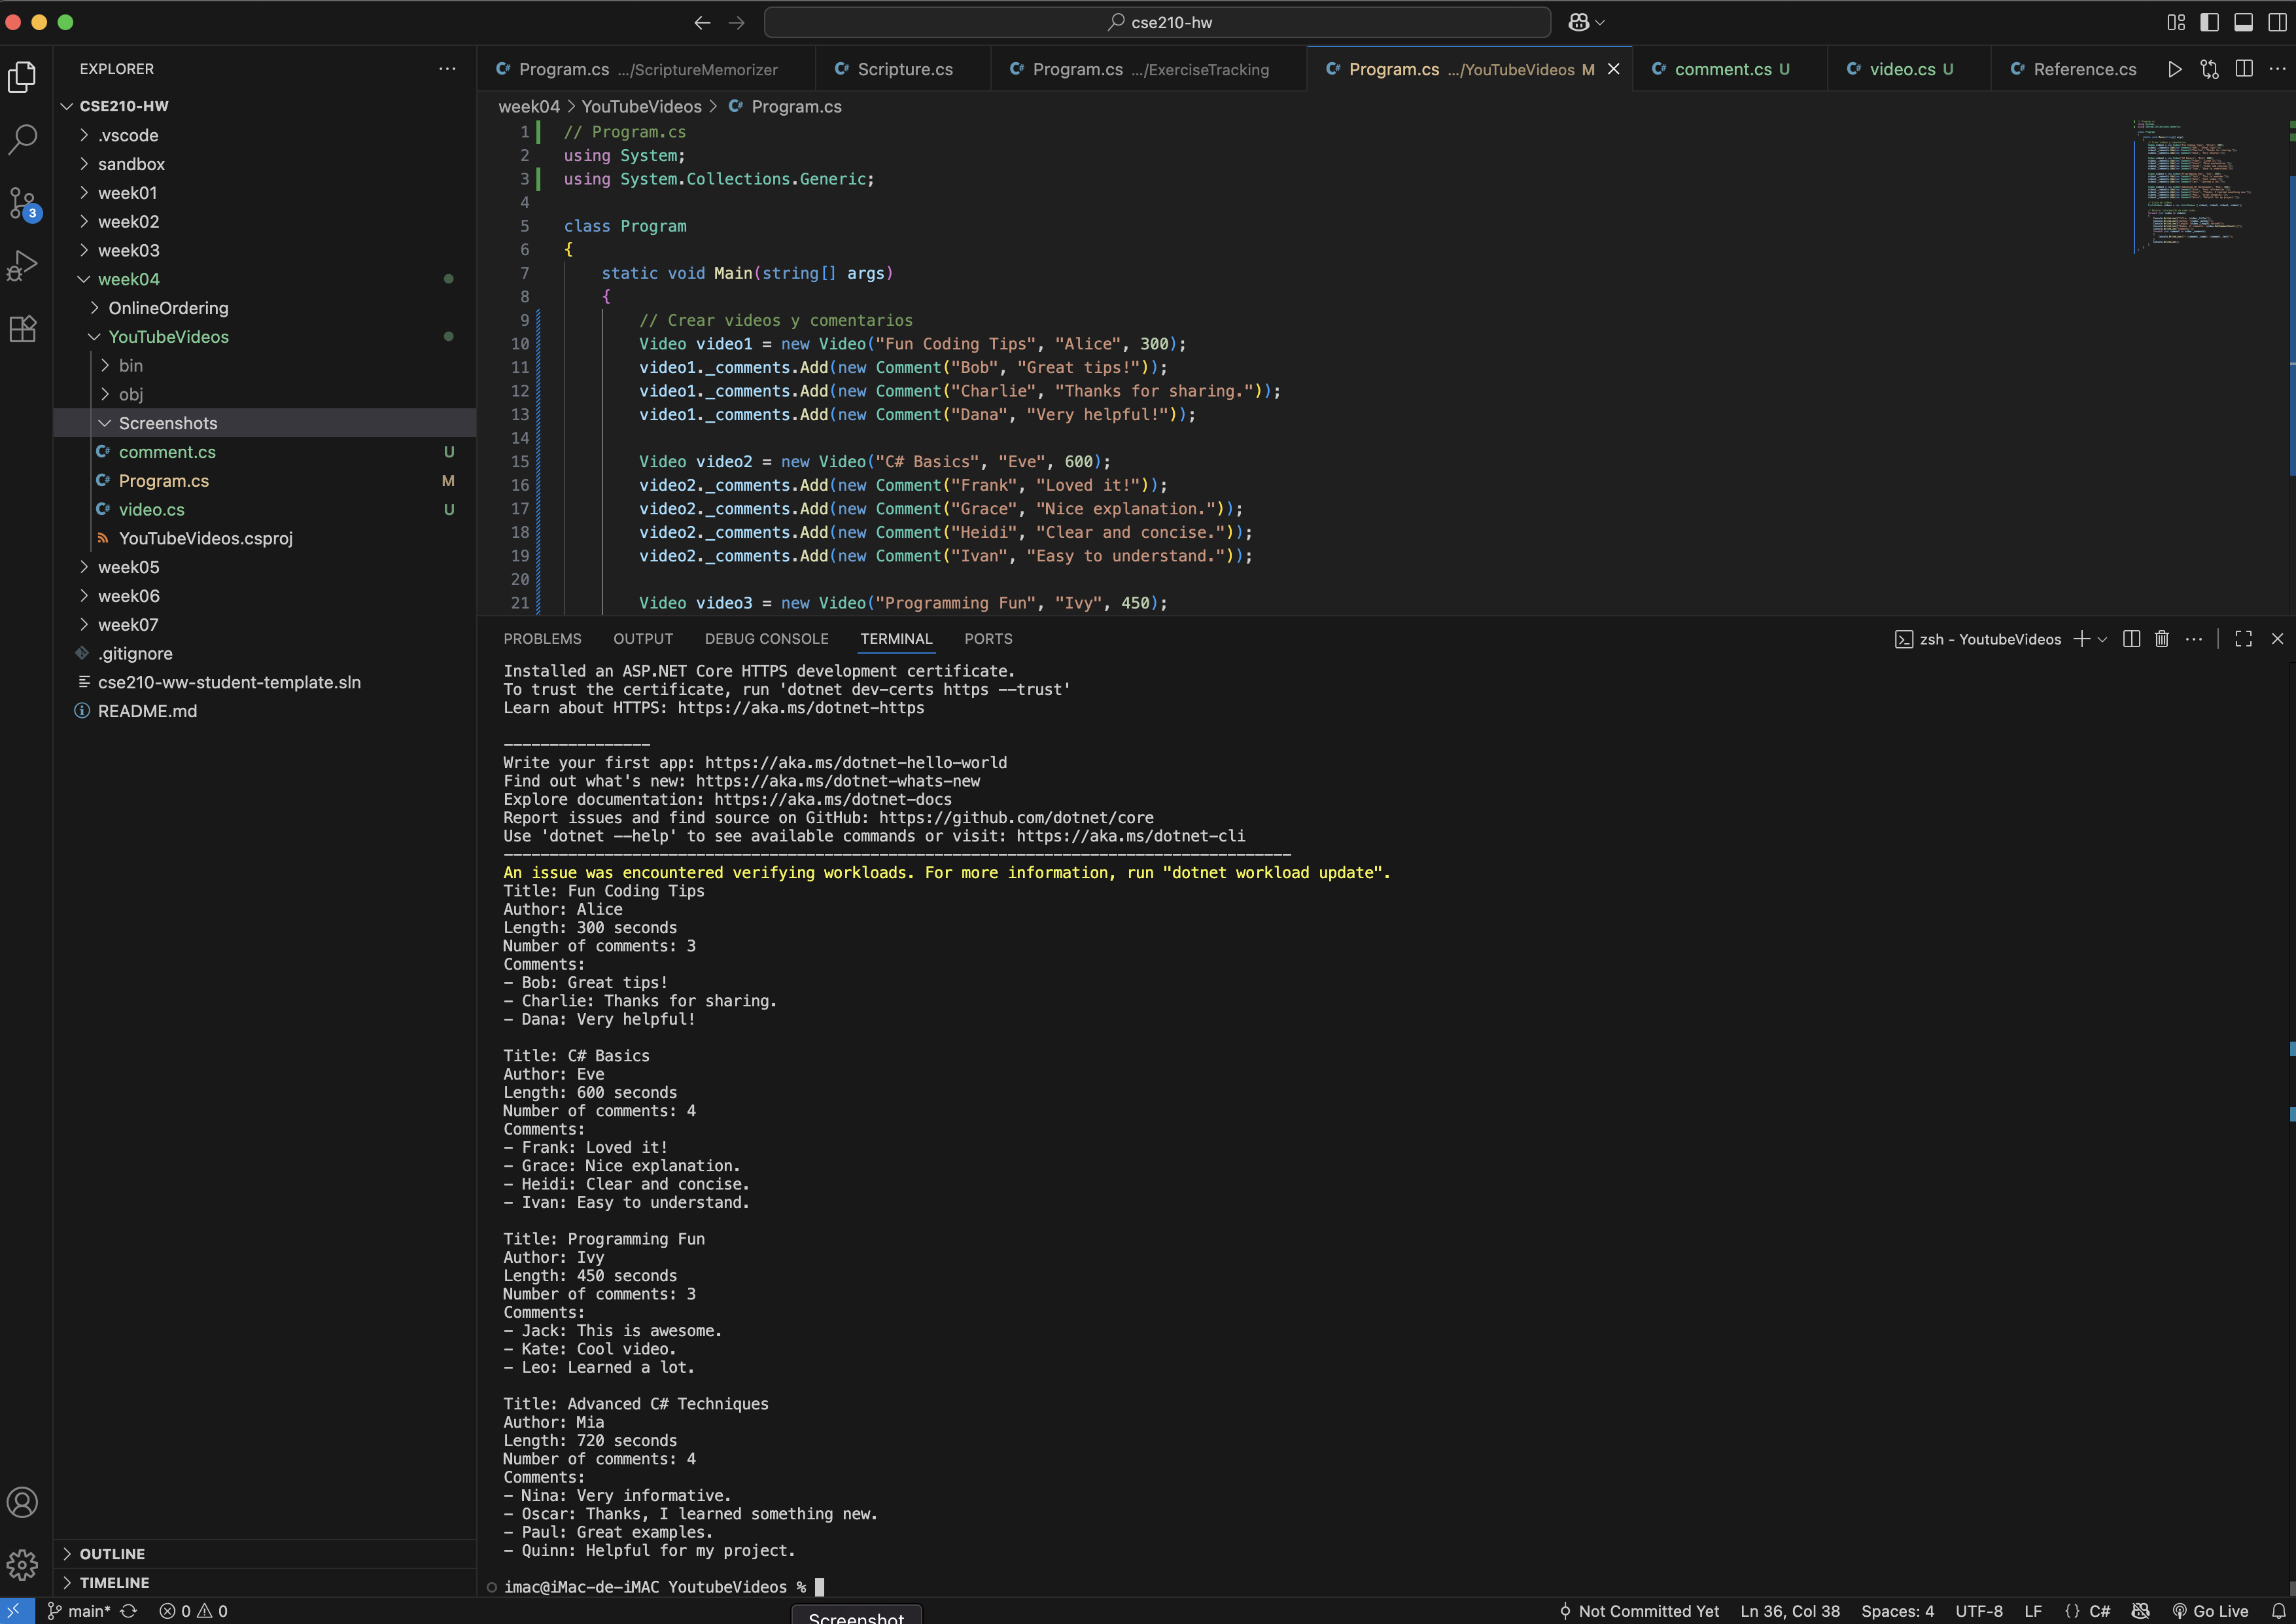 cse210-hw
EXPLORER
CSE210-HW
.vscode
sandbox
week01
week02
week03
week04
OnlineOrdering
YouTubeVideos
bin
obj
Screenshots
comment.cs U
Program.cs M
video.cs U
YouTubeVideos.csproj
week05
week06
week07
.gitignore
cse210-ww-student-template.sln
README.md
OUTLINE
TIMELINE
3
Program.cs .../ScriptureMemorizer
Scripture.cs
Program.cs .../ExerciseTracking
Program.cs .../YouTubeVideos M
comment.cs U
video.cs U
Reference.cs
week04 > YouTubeVideos > Program.cs
1 // Program.cs
2 using System;
3 using System.Collections.Generic;
4
5 class Program
6 {
7 static void Main(string[] args)
8 {
9 // Crear videos y comentarios
10 Video video1 = new Video("Fun Coding Tips", "Alice", 300);
11 video1._comments.Add(new Comment("Bob", "Great tips!"));
12 video1._comments.Add(new Comment("Charlie", "Thanks for sharing."));
13 video1._comments.Add(new Comment("Dana", "Very helpful!"));
14
15 Video video2 = new Video("C# Basics", "Eve", 600);
16 video2._comments.Add(new Comment("Frank", "Loved it!"));
17 video2._comments.Add(new Comment("Grace", "Nice explanation."));
18 video2._comments.Add(new Comment("Heidi", "Clear and concise."));
19 video2._comments.Add(new Comment("Ivan", "Easy to understand."));
20
21 Video video3 = new Video("Programming Fun", "Ivy", 450);
PROBLEMS OUTPUT DEBUG CONSOLE TERMINAL PORTS
zsh - YoutubeVideos
Installed an ASP.NET Core HTTPS development certificate.
To trust the certificate, run 'dotnet dev-certs https --trust'
Learn about HTTPS: https://aka.ms/dotnet-https
----------------
Write your first app: https://aka.ms/dotnet-hello-world
Find out what's new: https://aka.ms/dotnet-whats-new
Explore documentation: https://aka.ms/dotnet-docs
Report issues and find source on GitHub: https://github.com/dotnet/core
Use 'dotnet --help' to see available commands or visit: https://aka.ms/dotnet-cli
--------------------------------------------------------------------------------------
An issue was encountered verifying workloads. For more information, run "dotnet workload update".
Title: Fun Coding Tips
Author: Alice
Length: 300 seconds
Number of comments: 3
Comments:
- Bob: Great tips!
- Charlie: Thanks for sharing.
- Dana: Very helpful!
Title: C# Basics
Author: Eve
Length: 600 seconds
Number of comments: 4
Comments:
- Frank: Loved it!
- Grace: Nice explanation.
- Heidi: Clear and concise.
- Ivan: Easy to understand.
Title: Programming Fun
Author: Ivy
Length: 450 seconds
Number of comments: 3
Comments:
- Jack: This is awesome.
- Kate: Cool video.
- Leo: Learned a lot.
Title: Advanced C# Techniques
Author: Mia
Length: 720 seconds
Number of comments: 4
Comments:
- Nina: Very informative.
- Oscar: Thanks, I learned something new.
- Paul: Great examples.
- Quinn: Helpful for my project.
imac@iMac-de-iMAC YoutubeVideos %
main* 0 0
Screenshot
Not Committed Yet Ln 36, Col 38 Spaces: 4 UTF-8 LF {} C# Go Live